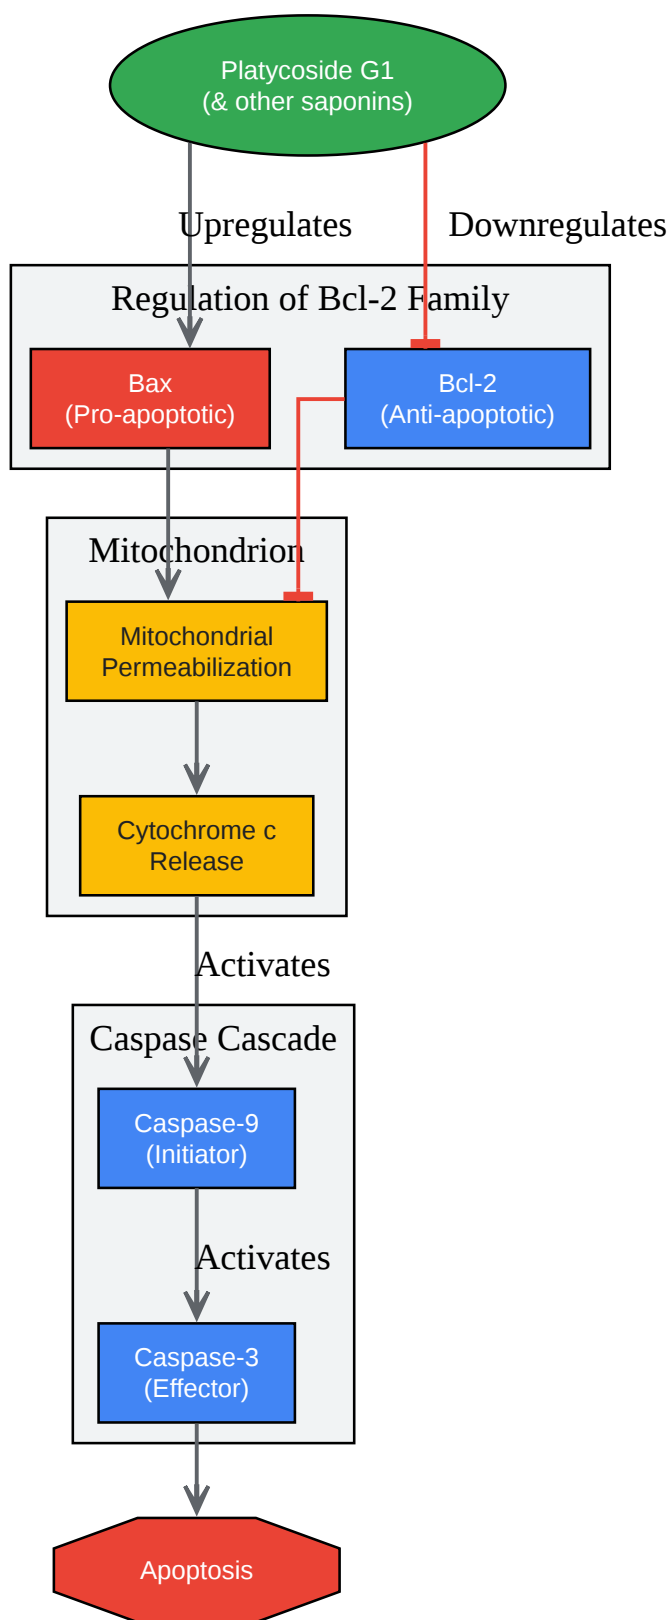 Platycoside G1
(& other saponins)
Upregulates
Downregulates
Regulation of Bcl-2 Family
Bax
(Pro-apoptotic)
Bcl-2
(Anti-apoptotic)
Mitochondrion
Mitochondrial
Permeabilization
Cytochrome c
Release
Activates
Caspase Cascade
Caspase-9
(Initiator)
Activates
Caspase-3
(Effector)
Apoptosis